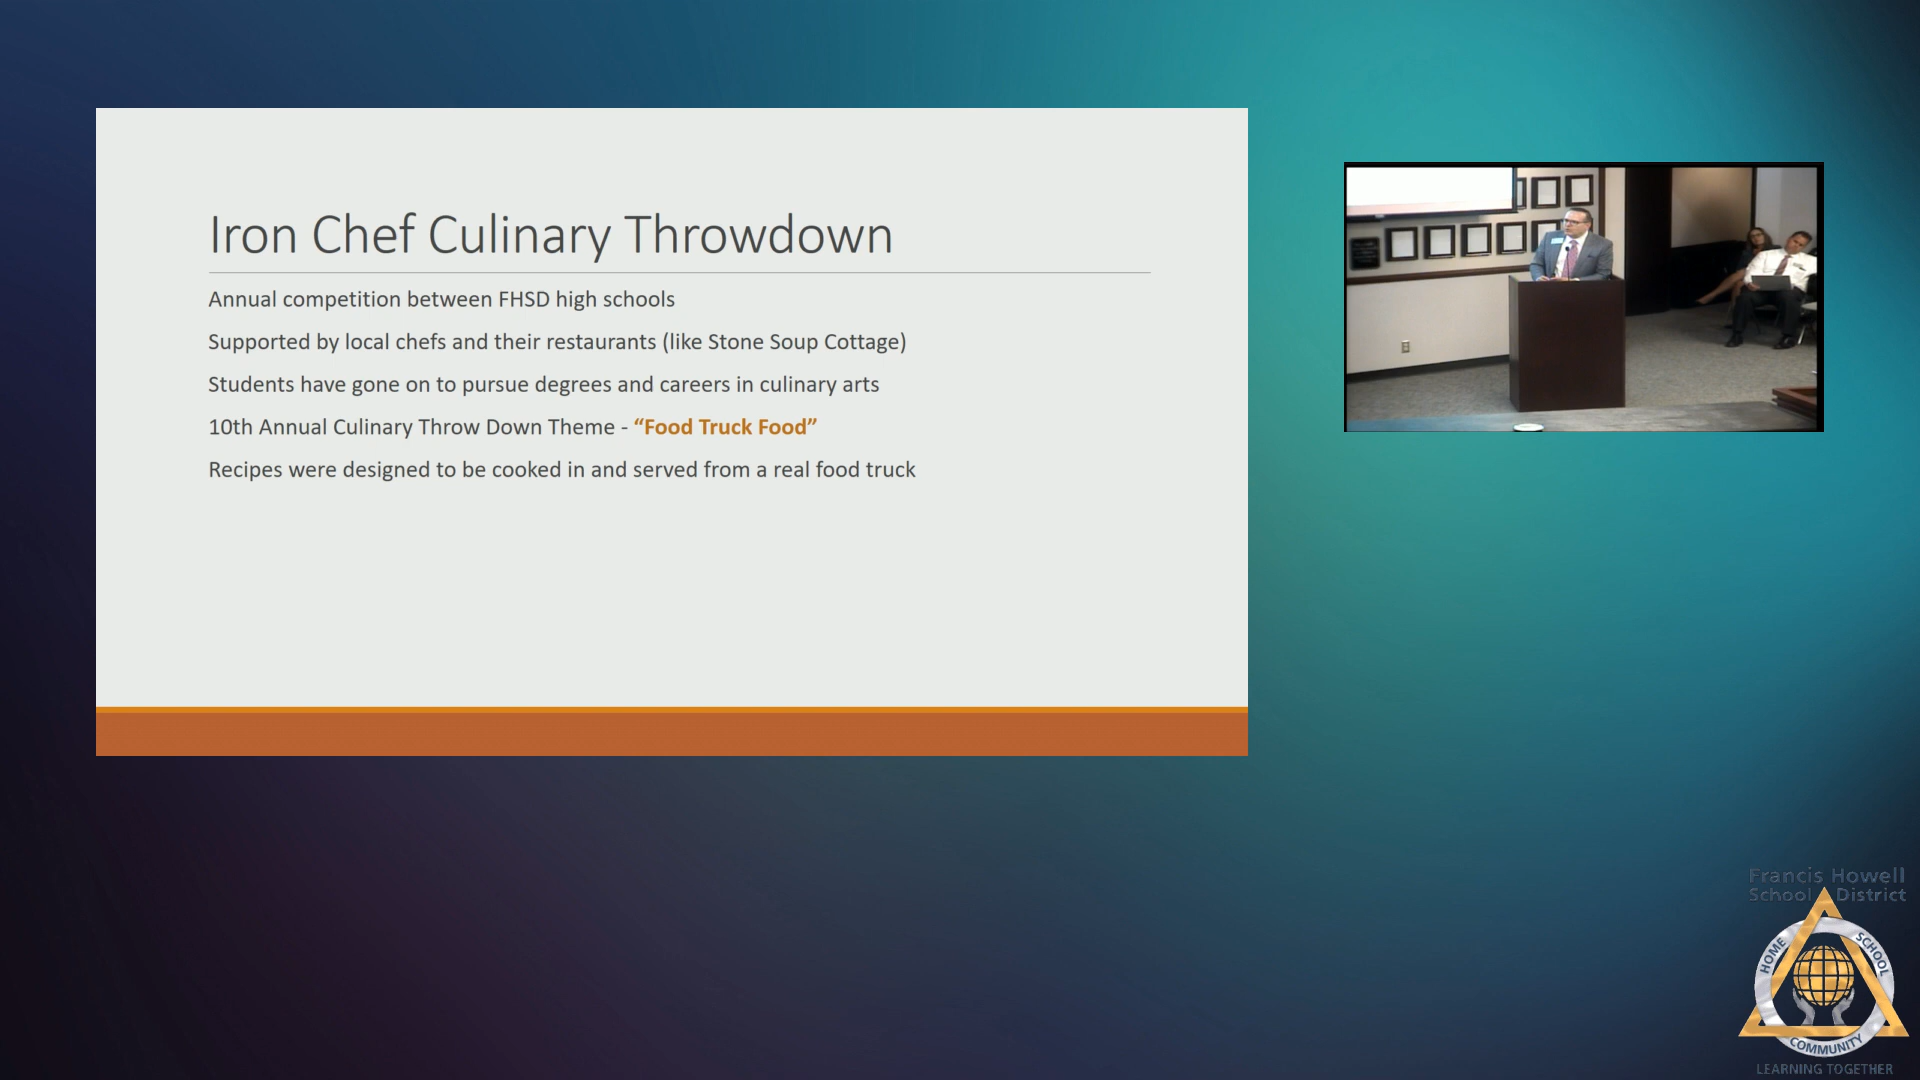 Iron Chef Culinary Throwdown
Annual competition between FHSD high schools
Supported by local chefs and their restaurants (like Stone Soup Cottage)
Students have gone on to pursue degrees and careers in culinary arts
10th Annual Culinary Throw Down Theme - “Food Truck Food”
Recipes were designed to be cooked in and served from a real food truck
Francis Howell
School District
HOME
SCHOOL
COMMUNITY
LEARNING TOGETHER